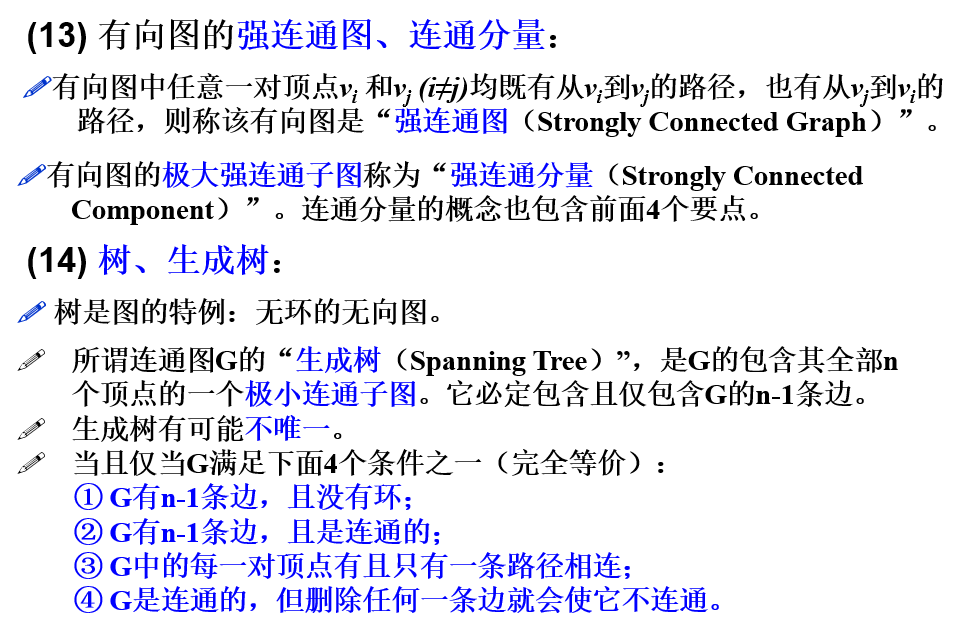 (13) 有向图的强连通图、连通分量：
有向图中任意一对顶点vi 和vj (i≠j)均既有从vi到vj的路径，也有从vj到vi的
路径，则称该有向图是“强连通图（Strongly Connected Graph）”。
有向图的极大强连通子图称为“强连通分量（Strongly Connected
Component）”。连通分量的概念也包含前面4个要点。
(14) 树、生成树：
树是图的特例：无环的无向图。
所谓连通图G的“生成树（Spanning Tree）”，是G的包含其全部n
个顶点的一个极小连通子图。它必定包含且仅包含G的n-1条边。
生成树有可能不唯一。
当且仅当G满足下面4个条件之一（完全等价）：
① G有n-1条边，且没有环；
② G有n-1条边，且是连通的；
③ G中的每一对顶点有且只有一条路径相连；
④ G是连通的，但删除任何一条边就会使它不连通。